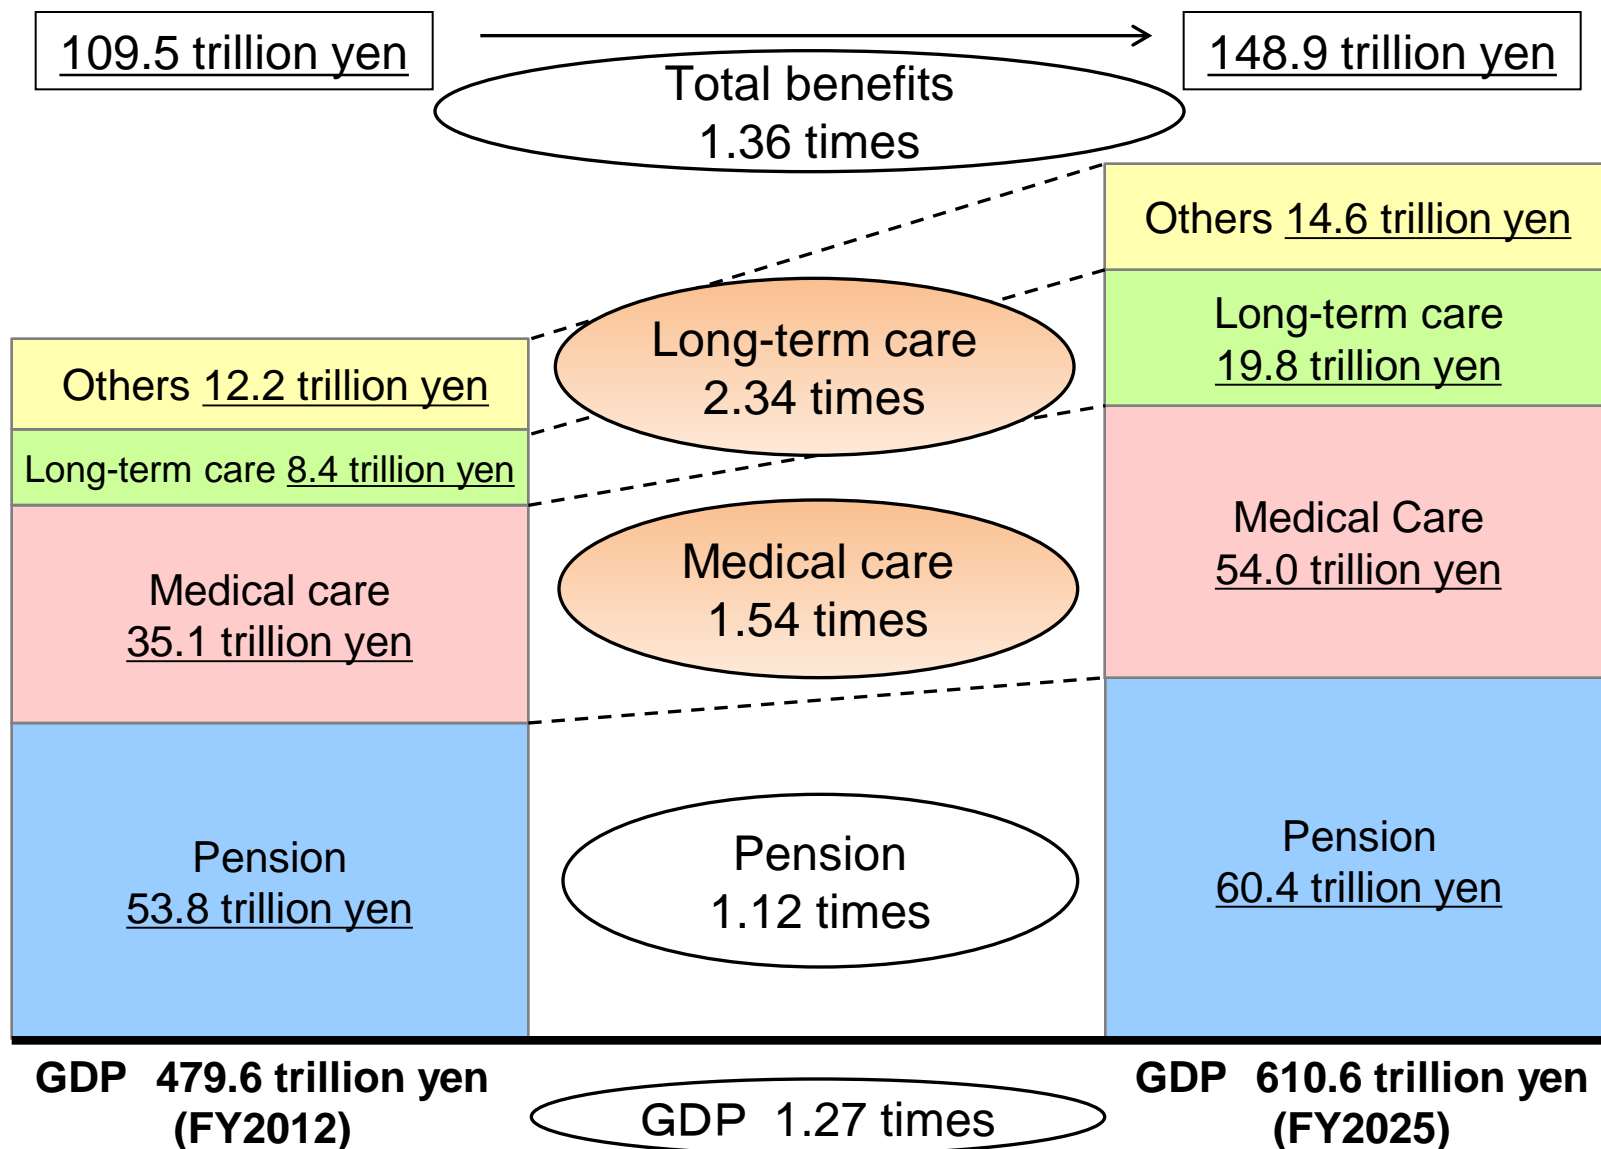 109.5 trillion yen
148.9 trillion yen
Total benefits
1.36 times
Others 14.6 trillion yen
Long-term care
19.8 trillion yen
Medical Care
54.0 trillion yen
Pension
60.4 trillion yen
Long-term care
2.34 times
Medical care
1.54 times
Pension
1.12 times
Others 12.2 trillion yen
Long-term care 8.4 trillion yen
Medical care
35.1 trillion yen
Pension
53.8 trillion yen
GDP 479.6 trillion yen
(FY2012)
GDP 1.27 times
GDP 610.6 trillion yen
(FY2025)